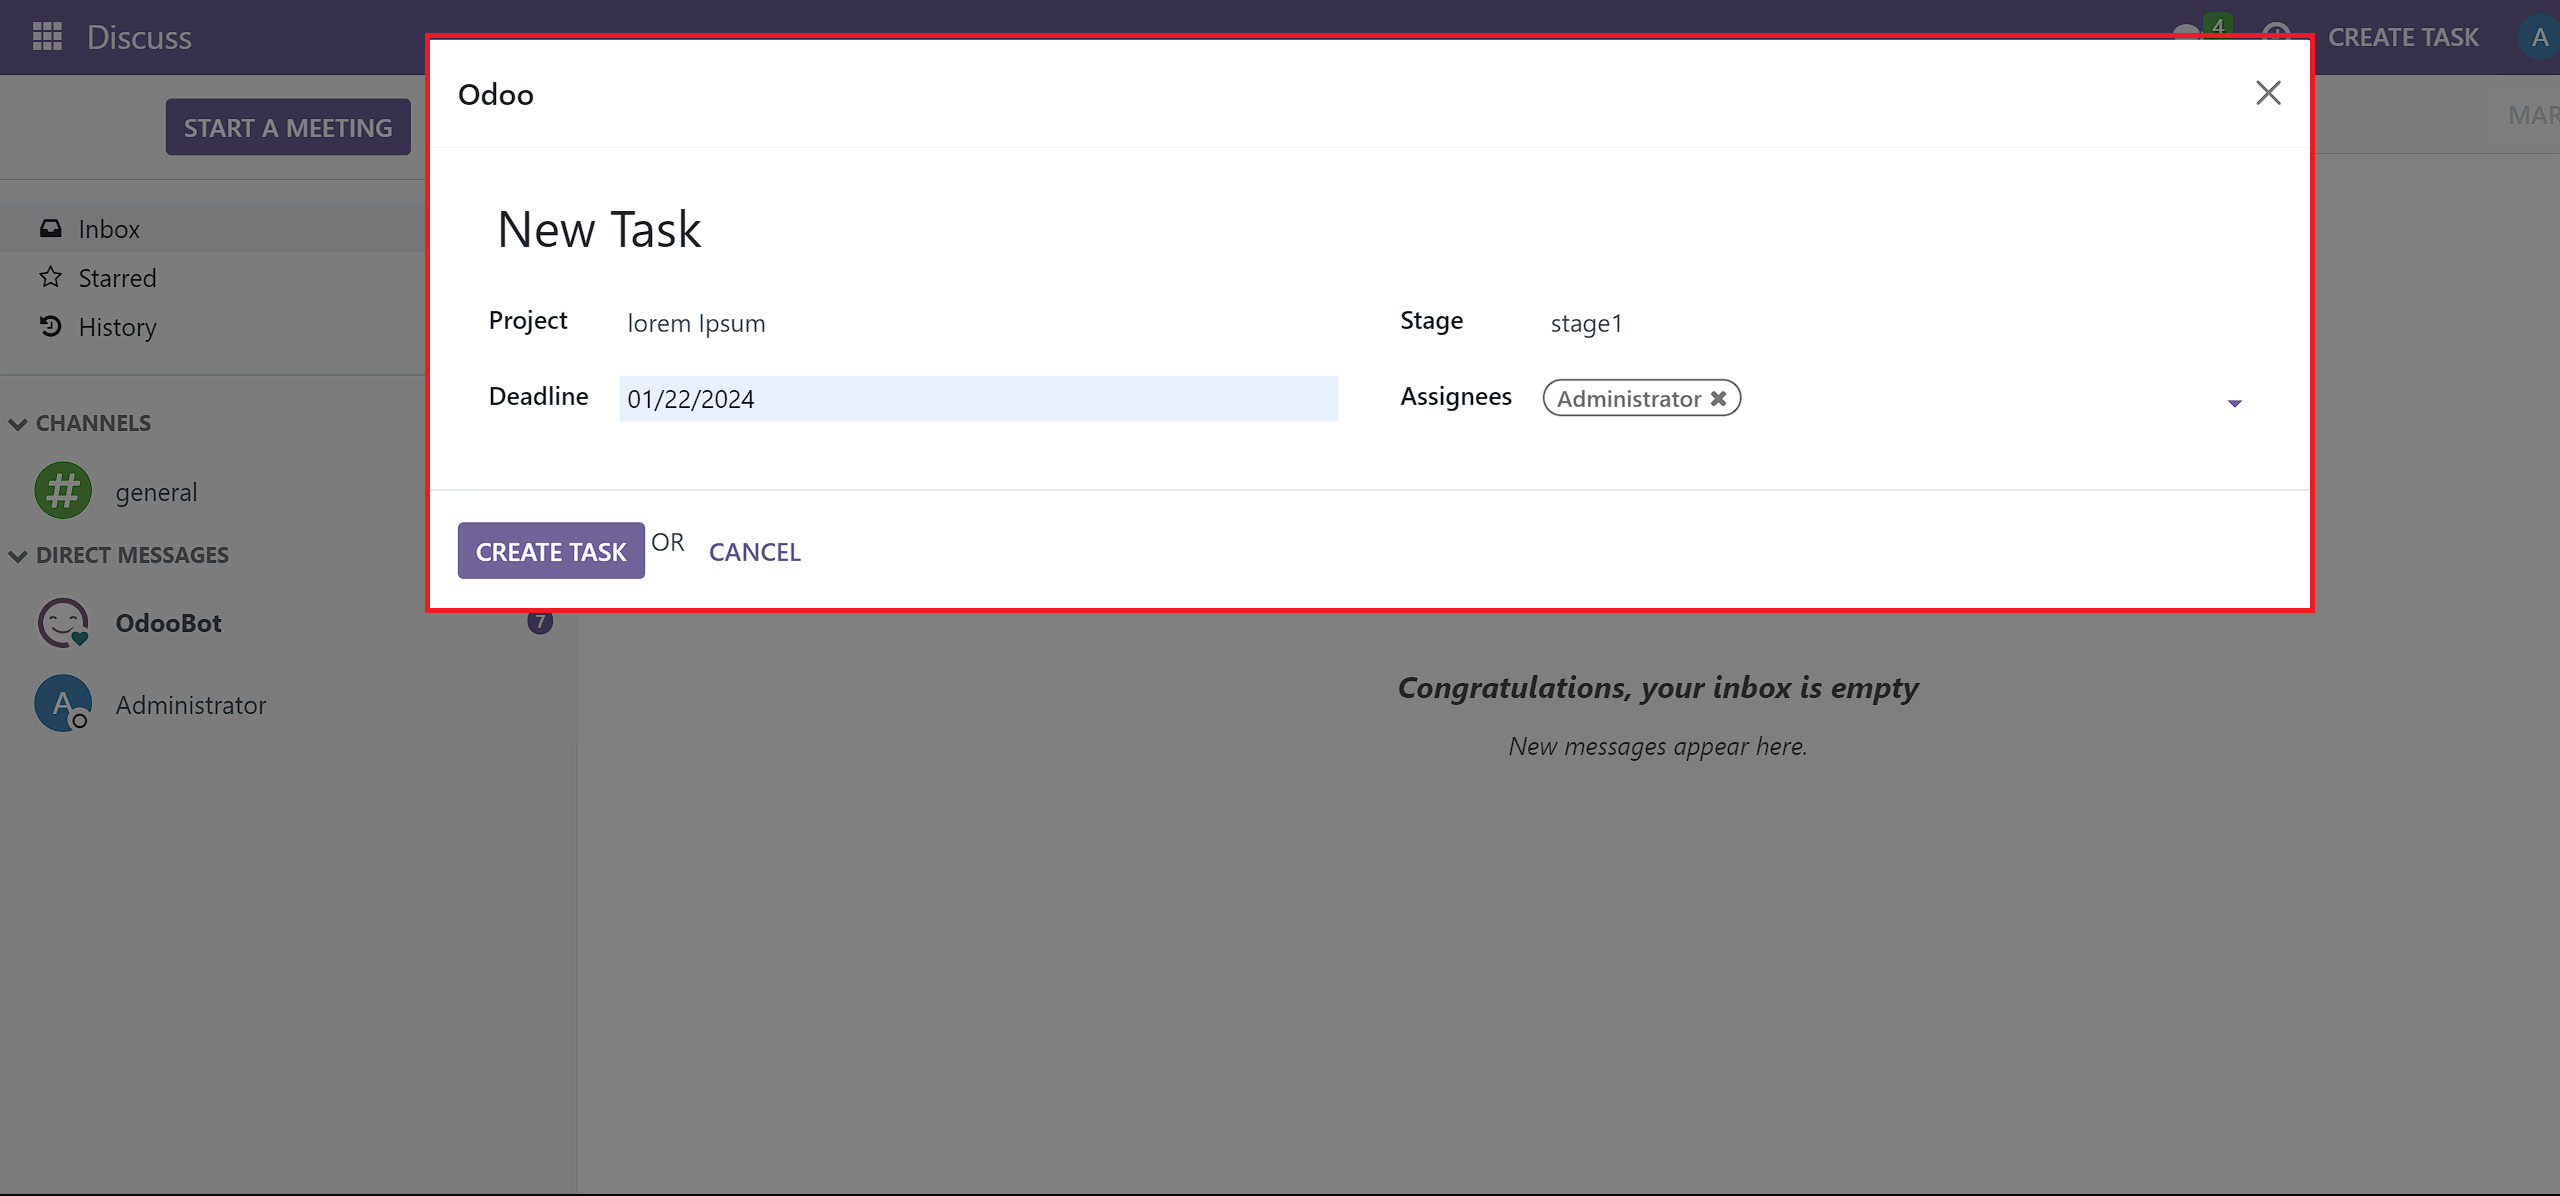 Discuss
4
CREATE TASK
A
START A MEETING
MAR
Odoo
Inbox
Starred
History
New Task
Project lorem Ipsum
Stage stage1
Deadline 01/22/2024
Assignees Administrator
CHANNELS
general
DIRECT MESSAGES
OdooBot
7
A Administrator
CREATE TASK OR CANCEL
Congratulations, your inbox is empty
New messages appear here.